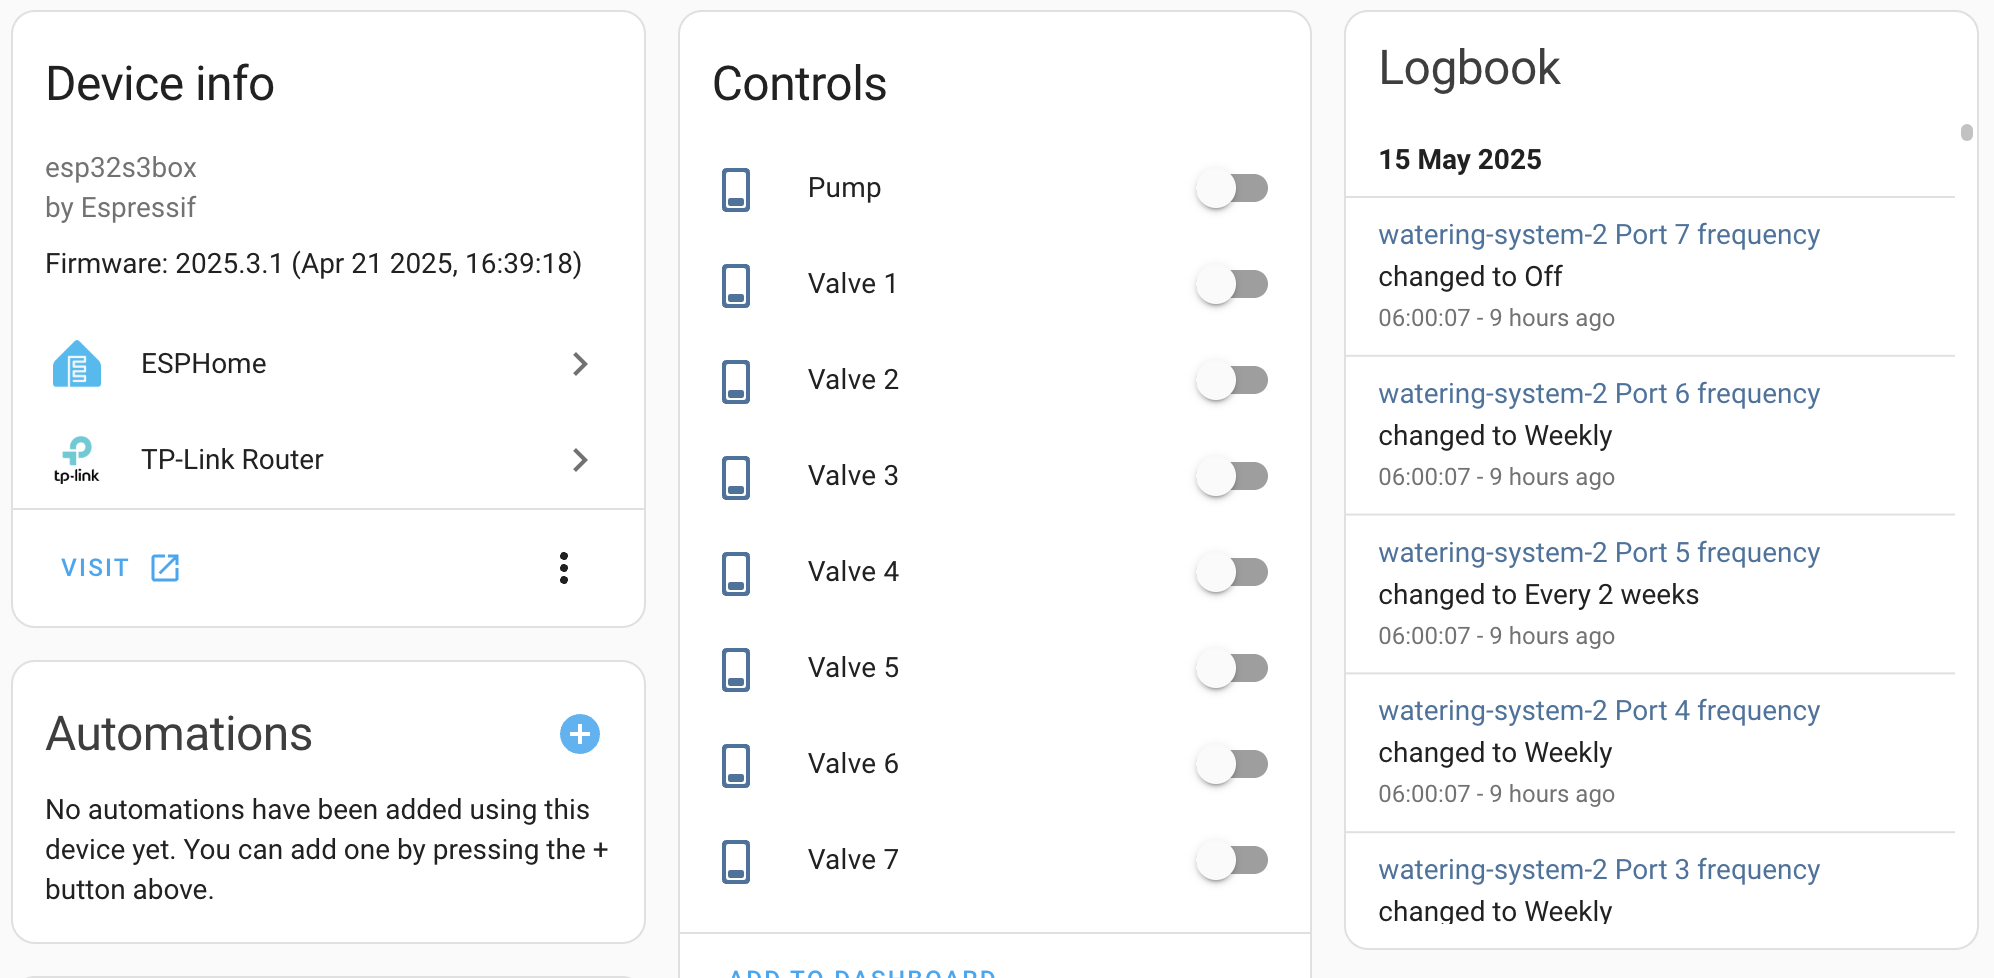 Device info
esp32s3box
by Espressif
Firmware: 2025.3.1 (Apr 21 2025, 16:39:18)
ESPHome
tp-link
TP-Link Router
VISIT
Automations
No automations have been added using this
device yet. You can add one by pressing the +
button above.
Controls
Pump
Valve 1
Valve 2
Valve 3
Valve 4
Valve 5
Valve 6
Valve 7
ADD TO DASHBOARD
Logbook
15 May 2025
watering-system-2 Port 7 frequency
changed to Off
06:00:07 - 9 hours ago
watering-system-2 Port 6 frequency
changed to Weekly
06:00:07 - 9 hours ago
watering-system-2 Port 5 frequency
changed to Every 2 weeks
06:00:07 - 9 hours ago
watering-system-2 Port 4 frequency
changed to Weekly
06:00:07 - 9 hours ago
watering-system-2 Port 3 frequency
changed to Weekly